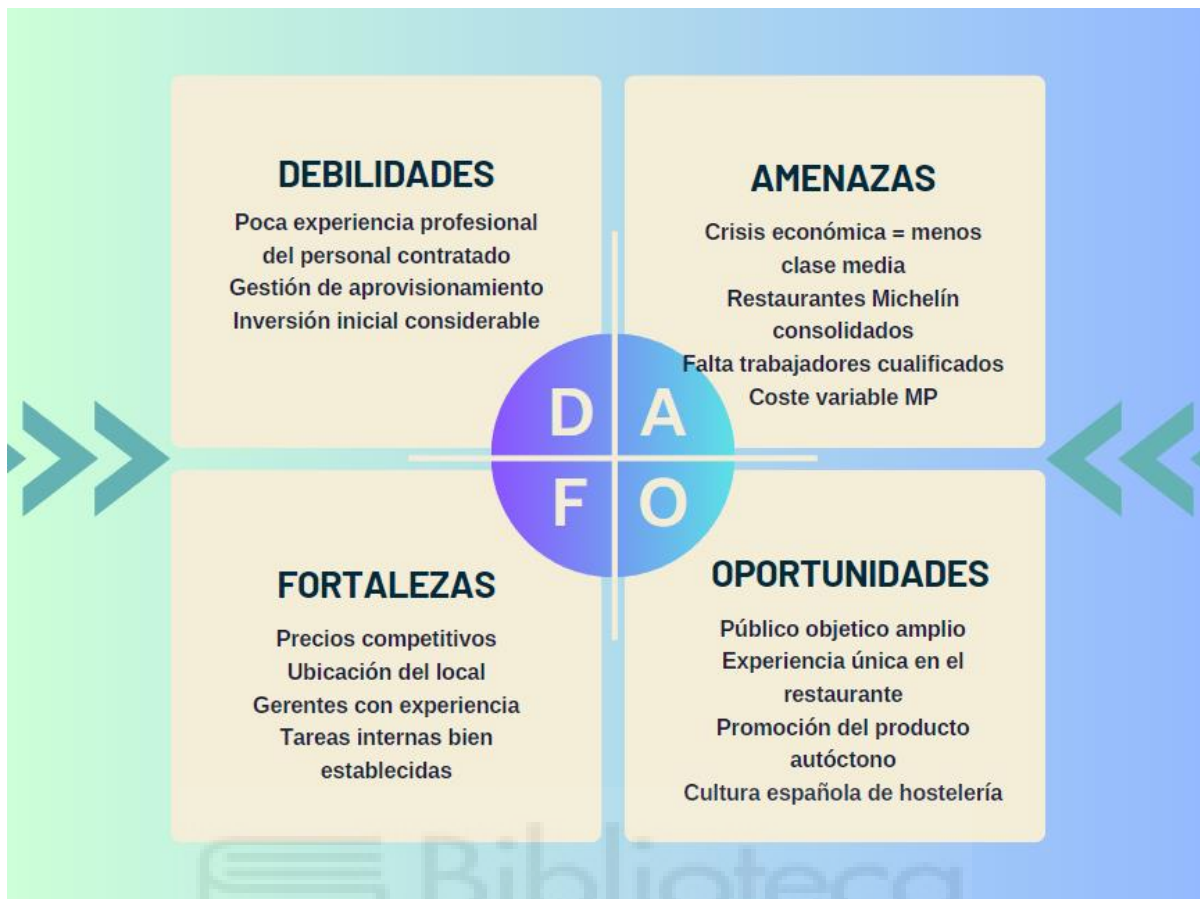 DEBILIDADES
Poca experiencia profesional
del personal contratado
Gestión de aprovisionamiento
Inversión inicial considerable
AMENAZAS
Crisis económica = menos
clase media
Restaurantes Michelín
consolidados
Falta trabajadores cualificados
Coste variable MP
D A
F O
FORTALEZAS
Precios competitivos
Ubicación del local
Gerentes con experiencia
Tareas internas bien
establecidas
OPORTUNIDADES
Público objetico amplio
Experiencia única en el
restaurante
Promoción del producto
autóctono
Cultura española de hostelería
Biblioteca